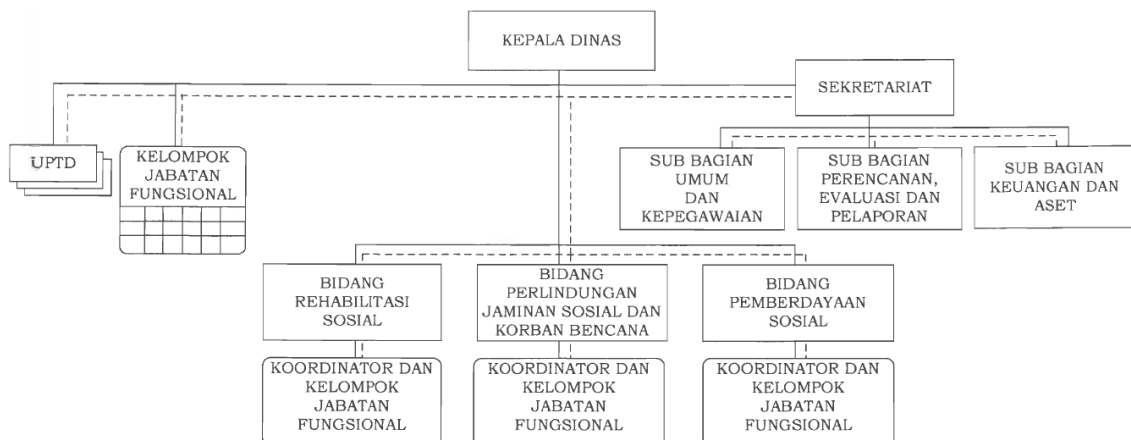 KEPALA DINAS
SEKRETARIAT
UPTD
KELOMPOK
JABATAN
FUNGSIONAL
SUB BAGIAN
UMUM
DAN
KEPEGAWAIAN
SUB BAGIAN
PERENCANAN,
EVALUASI DAN
PELAPORAN
SUB BAGIAN
KEUANGAN DAN
ASET
BIDANG
REHABILITASI
SOSIAL
BIDANG
PERLINDUNGAN
JAMINAN SOSIAL DAN
KORBAN BENCANA
BIDANG
PEMBERDAYAAN
SOSIAL
KOORDINATOR DAN
KELOMPOK
JABATAN
FUNGSIONAL
KOORDINATOR DAN
KELOMPOK
JABATAN
FUNGSIONAL
KOORDINATOR DAN
KELOMPOK
JABATAN
FUNGSIONAL